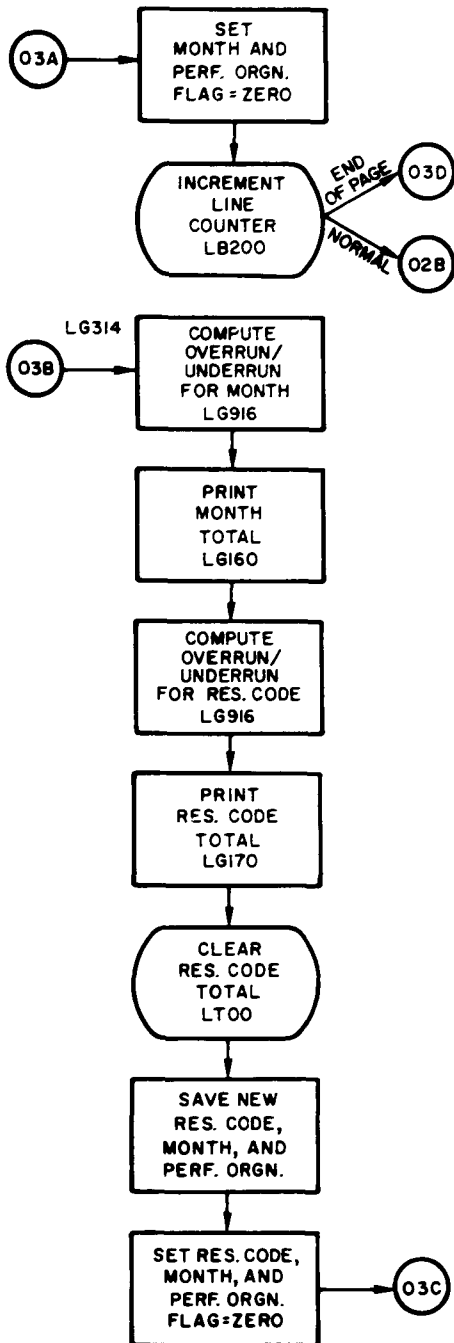 03A
SET
MONTH AND
PERF. ORGN.
FLAG = ZERO
INCREMENT
LINE
COUNTER
LB200
END
OF PAGE
03D
NORMAL
02B
LG314
03B
COMPUTE
OVERRUN/
UNDERRUN
FOR MONTH
LG916
PRINT
MONTH
TOTAL
LG160
COMPUTE
OVERRUN/
UNDERRUN
FOR RES. CODE
LG916
PRINT
RES. CODE
TOTAL
LG170
CLEAR
RES. CODE
TOTAL
LT00
SAVE NEW
RES. CODE,
MONTH, AND
PERF. ORGN.
SET RES. CODE,
MONTH, AND
PERF. ORGN.
FLAG=ZERO
03C